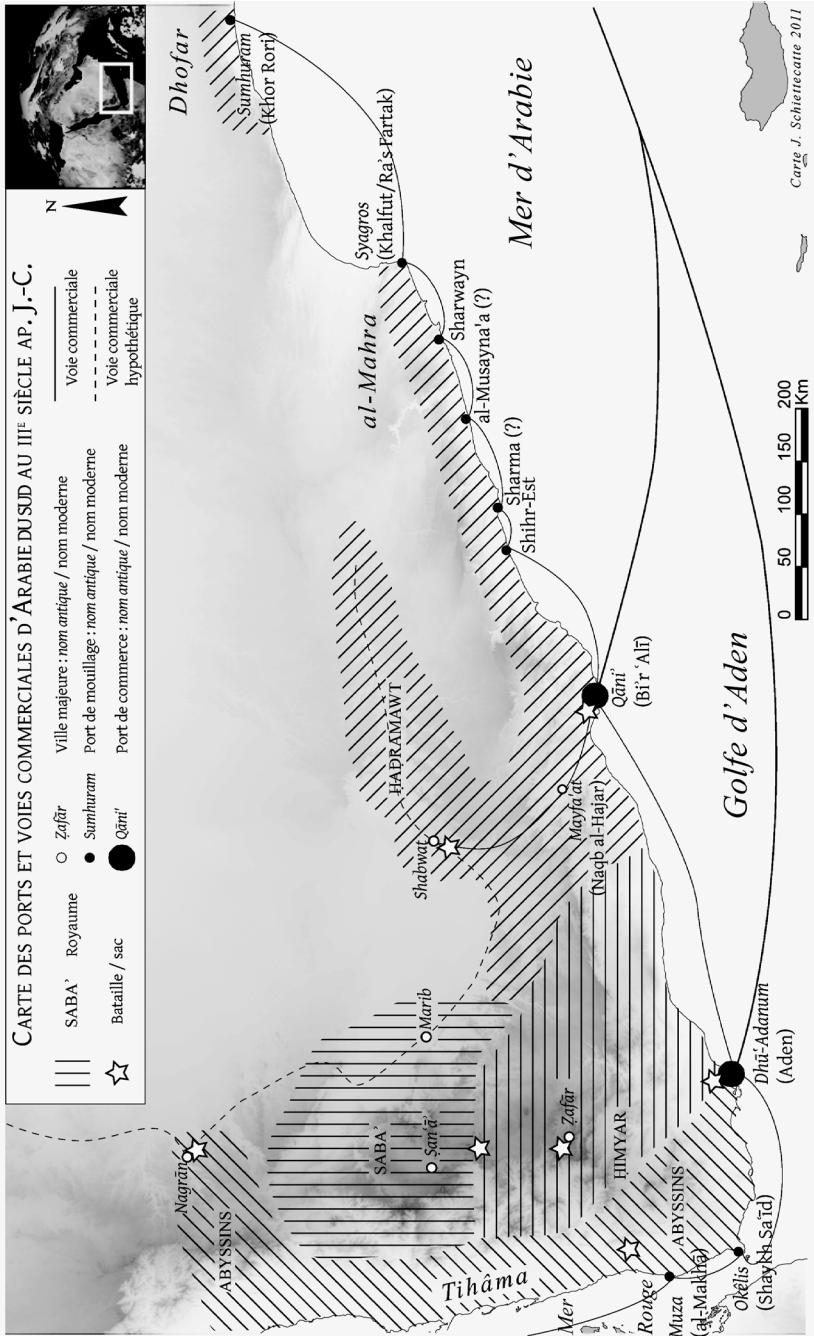 CARTE DES PORTS ET VOIES COMMERCIALES D'ARABIE DU SUD AU IIIE SIÈCLE AP. J.-C.
SABA' Royaume
Bataille / sac
Zafār Ville majeure : nom antique / nom moderne
Sumhuram Port de mouillage : nom antique / nom moderne
Qāni' Port de commerce : nom antique / nom moderne
Voie commerciale
Voie commerciale
hypothétique
N
Dhofar
Sumhuram
(Khor Rori)
Syagros
(Khalfut/Ra's Fartak)
al-Mahra
Sharwayn
al-Musayna'a (?)
Sharma (?)
Shihr-Est
Mer d'Arabie
HADRAMAWT
Shabwat
Qāni'
(Bi'r 'Alī)
Mayfa'at
(Naqb al-Hajar)
Golfe d'Aden
Nagrān
ABYSSINS
Marib
SABA'
Ṣan'ā'
Ẓafār
HIMYAR
ABYSSINS
Dhū-'Adanum
(Aden)
Tihâma
Mer
Rouge
Muza
(al-Makhā)
Okêlis
(Shaykh Sa'īd)
0 50 100 150 200
Km
Carte J. Schiettecatte 2011